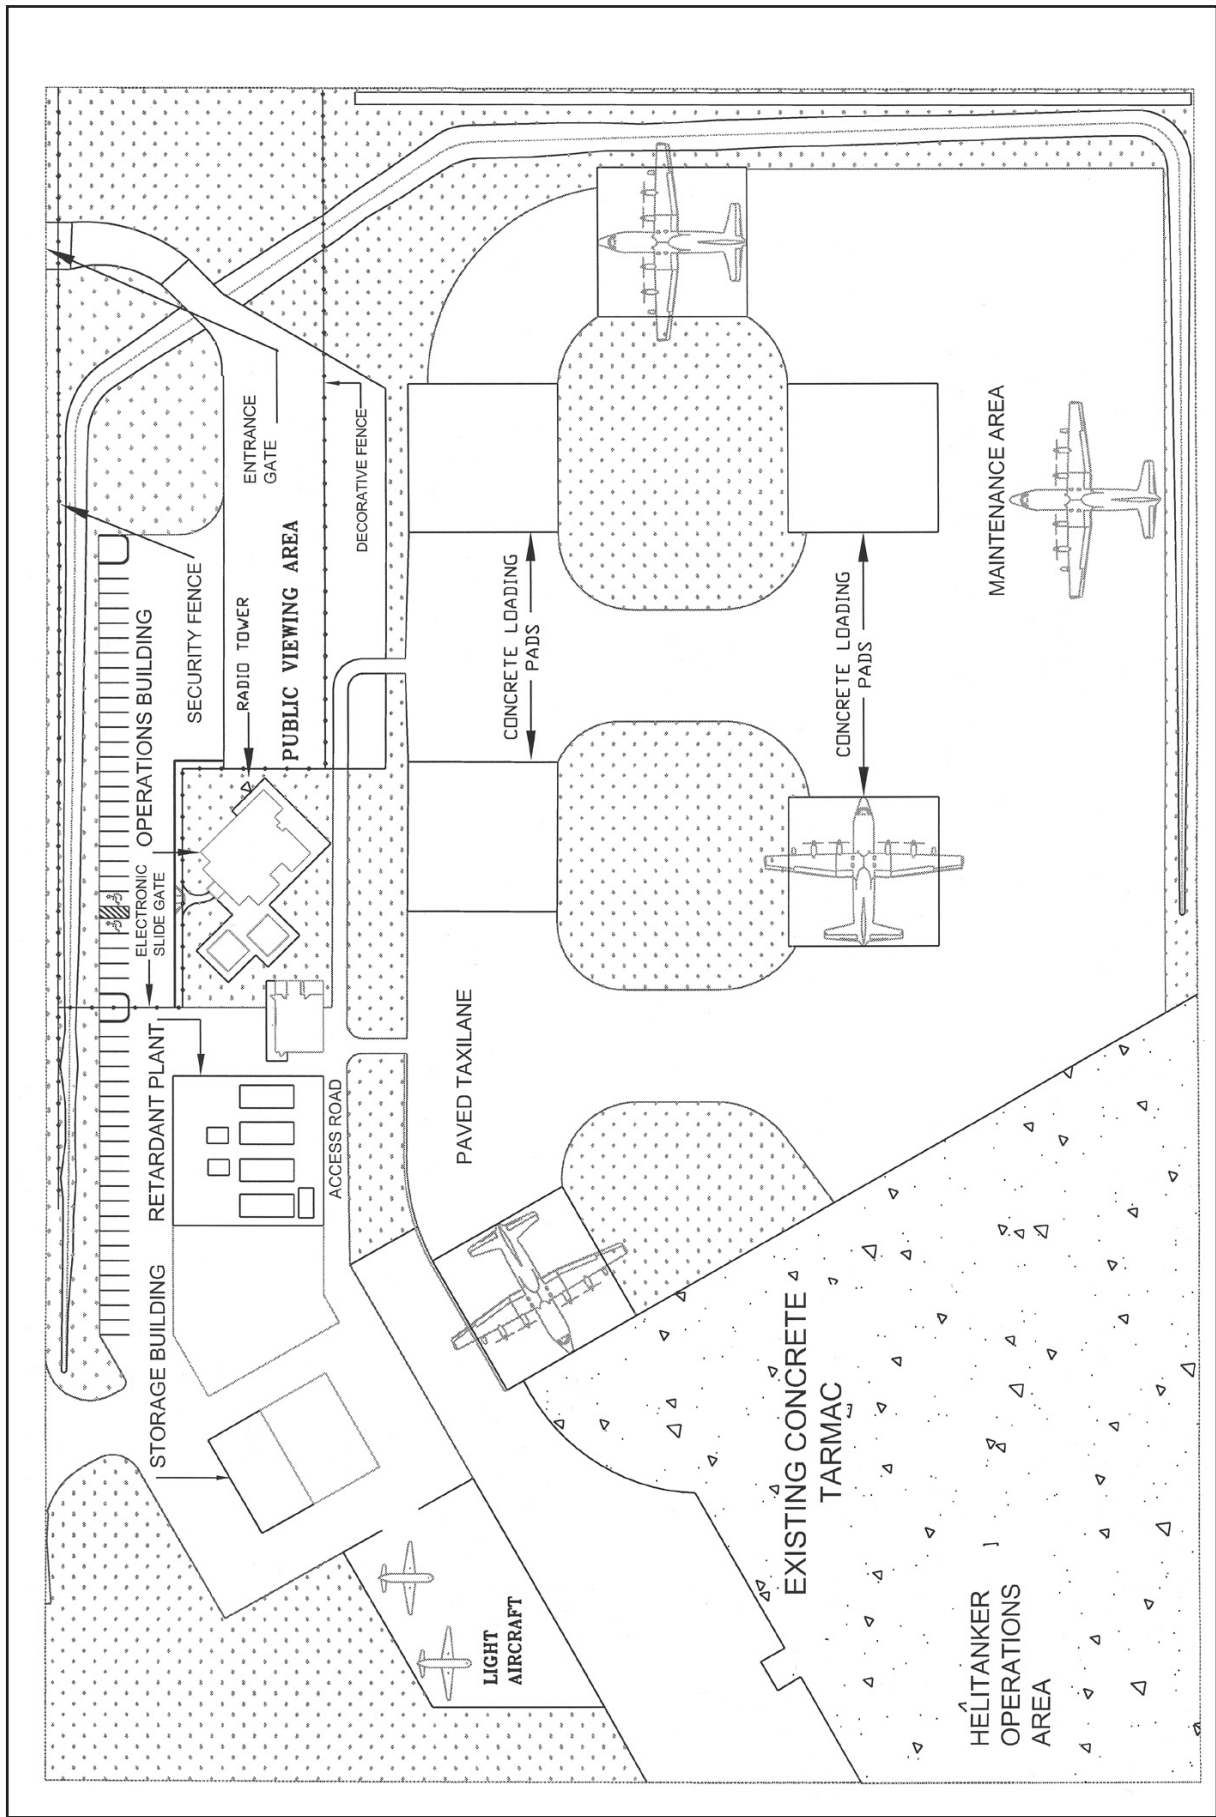 ENTRANCE
GATE
SECURITY FENCE
DECORATIVE FENCE
PUBLIC VIEWING AREA
RADIO TOWER
OPERATIONS BUILDING
ELECTRONIC
SLIDE GATE
RETARDANT PLANT
STORAGE BUILDING
ACCESS ROAD
PAVED TAXILANE
CONCRETE LOADING
PADS
CONCRETE LOADING
PADS
MAINTENANCE AREA
LIGHT
AIRCRAFT
EXISTING CONCRETE
TARMAC
HELITANKER
OPERATIONS
AREA